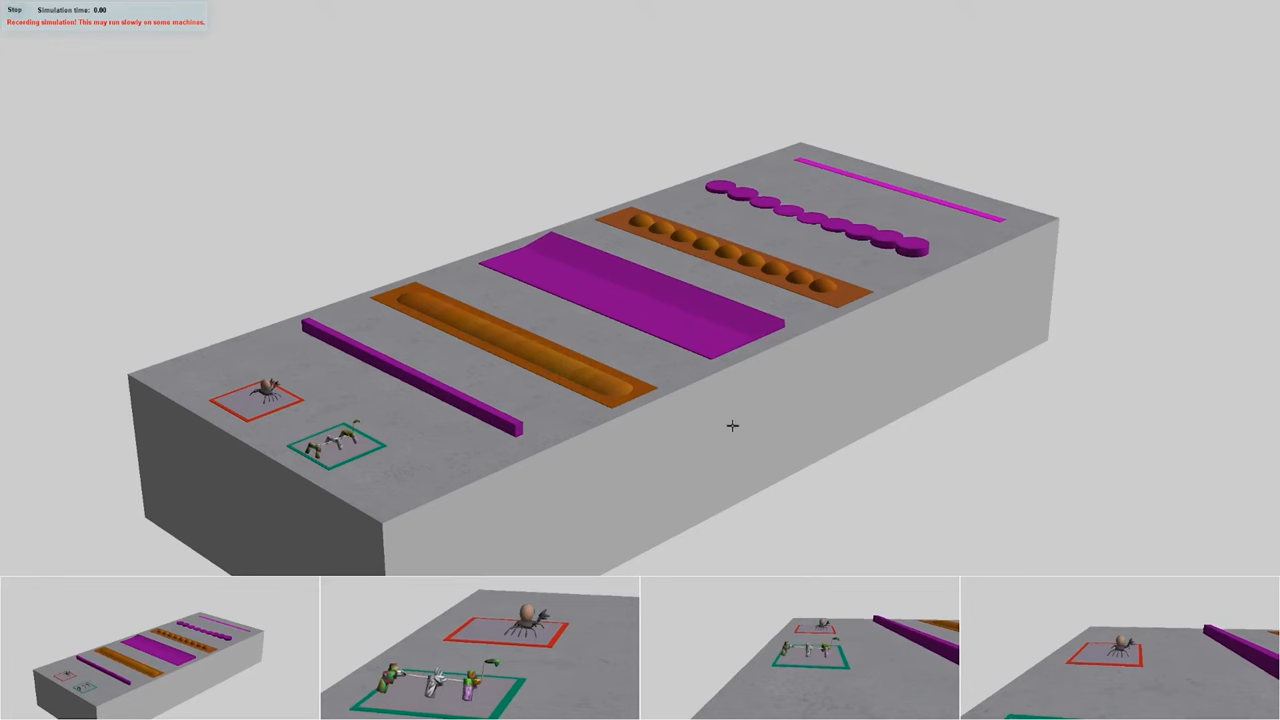 Stop Simulation time: 0.00
Recording simulation! This may run slowly on some machines.